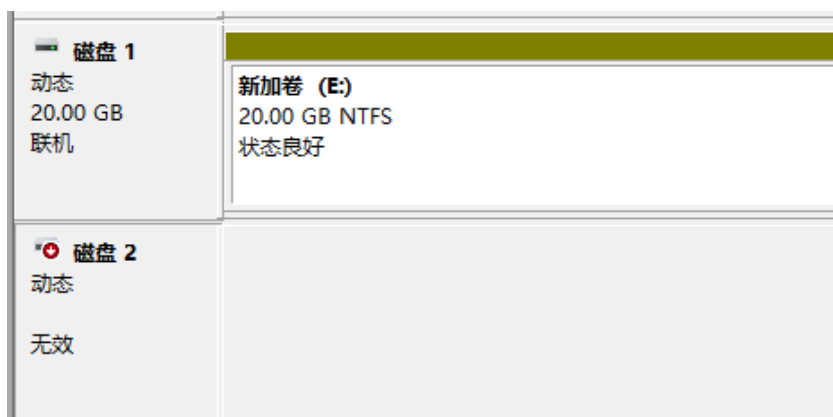 磁盘 1
动态
20.00 GB
联机
新加卷 (E:)
20.00 GB NTFS
状态良好
磁盘 2
动态
无效